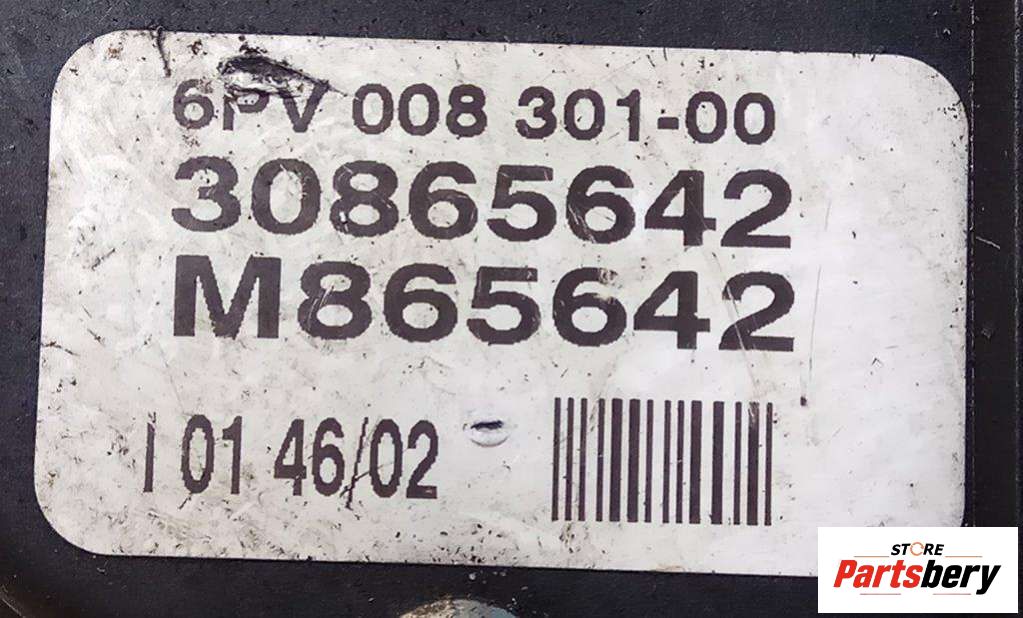 6PV 008 301-00
30865642
M865642
I 01 46/02
STORE
Partsbery